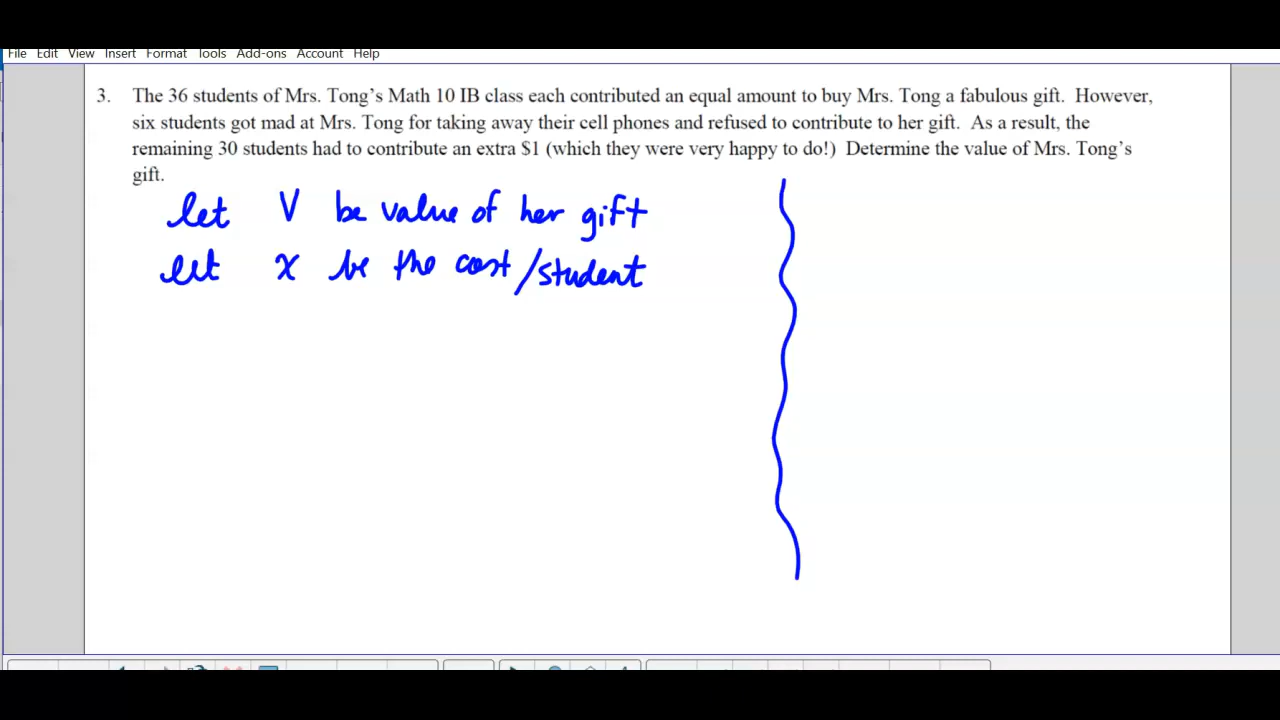 File Edit View Insert Format Tools Add-ons Account Help
3. The 36 students of Mrs. Tong’s Math 10 IB class each contributed an equal amount to buy Mrs. Tong a fabulous gift. However,
six students got mad at Mrs. Tong for taking away their cell phones and refused to contribute to her gift. As a result, the
remaining 30 students had to contribute an extra $1 (which they were very happy to do!) Determine the value of Mrs. Tong’s
gift.
let V be value of her gift
let x be the cost/student